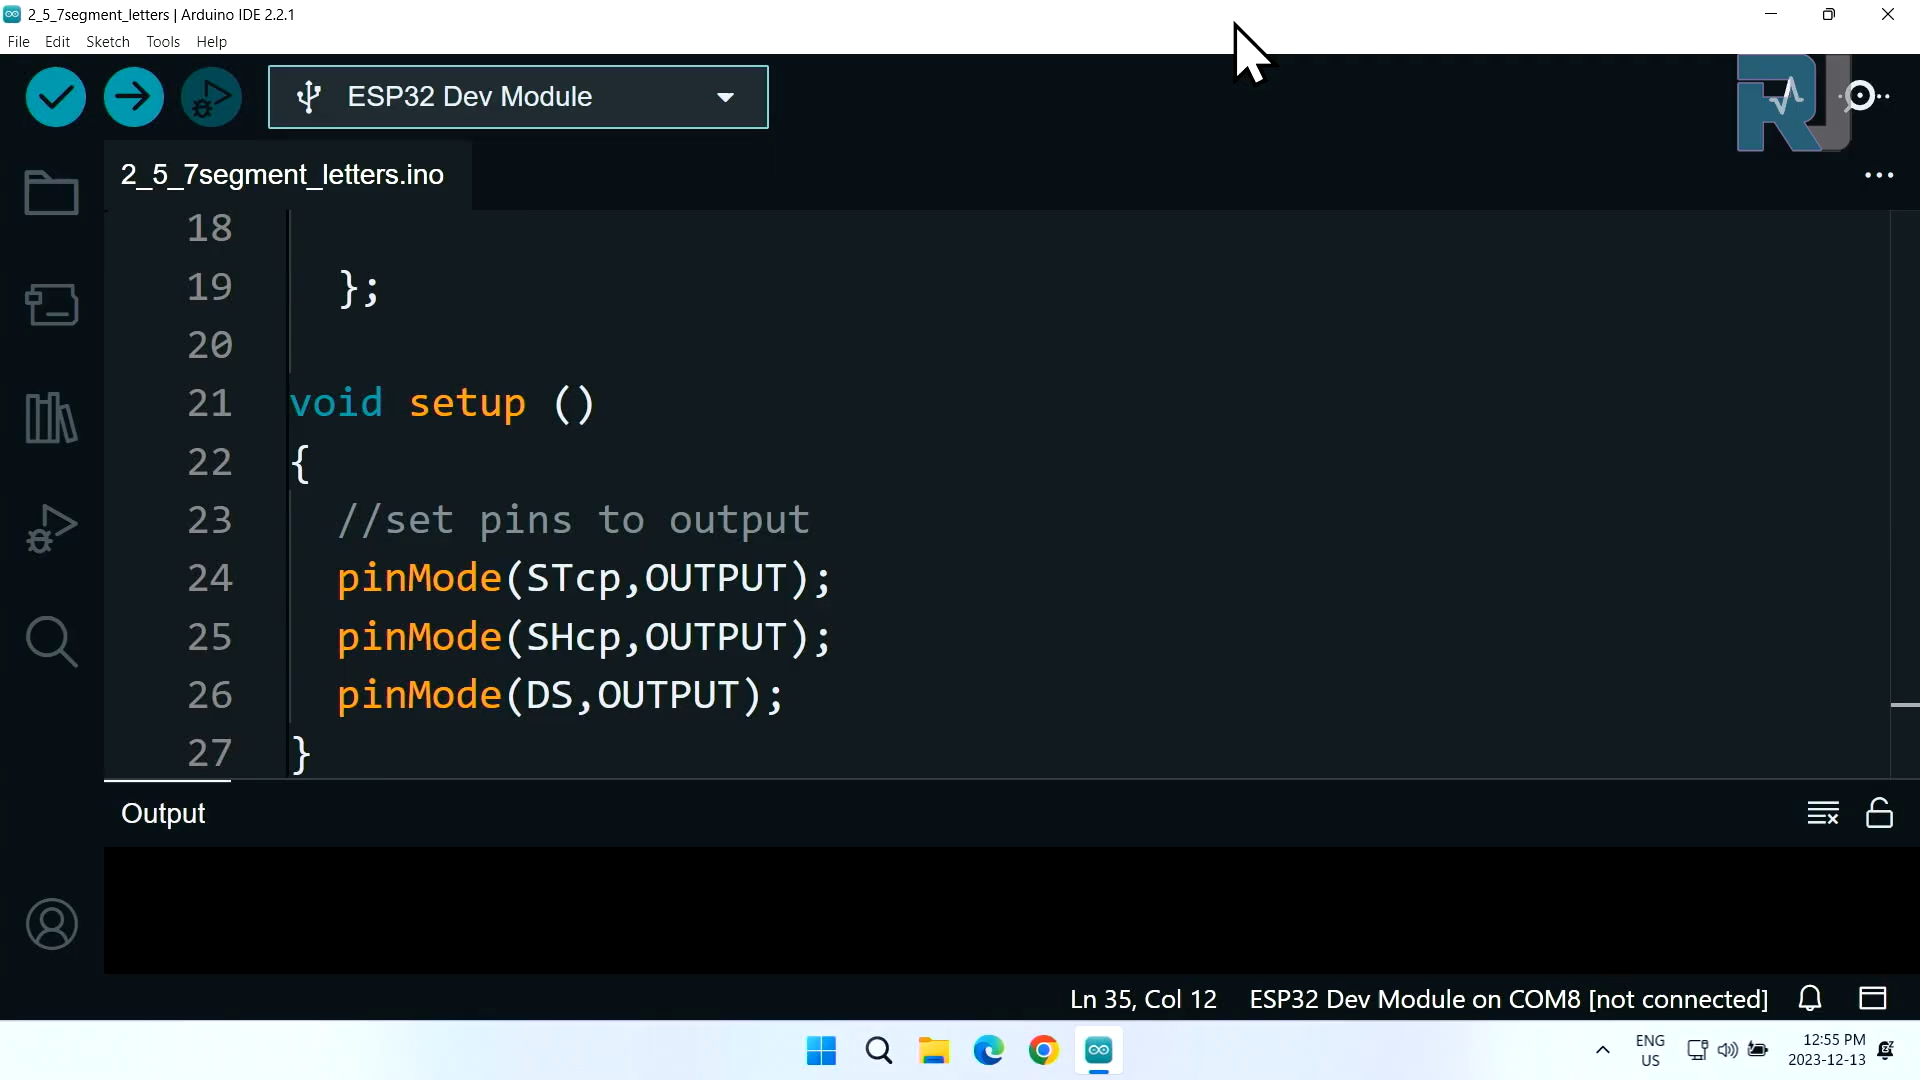 2_5_7segment_letters | Arduino IDE 2.2.1
File Edit Sketch Tools Help
ESP32 Dev Module
RJ
2_5_7segment_letters.ino
18
19 };
20
21 void setup ()
22 {
23 //set pins to output
24 pinMode(STcp,OUTPUT);
25 pinMode(SHcp,OUTPUT);
26 pinMode(DS,OUTPUT);
27 }
Output
Ln 35, Col 12 ESP32 Dev Module on COM8 [not connected]
ENG
US
12:55 PM
2023-12-13